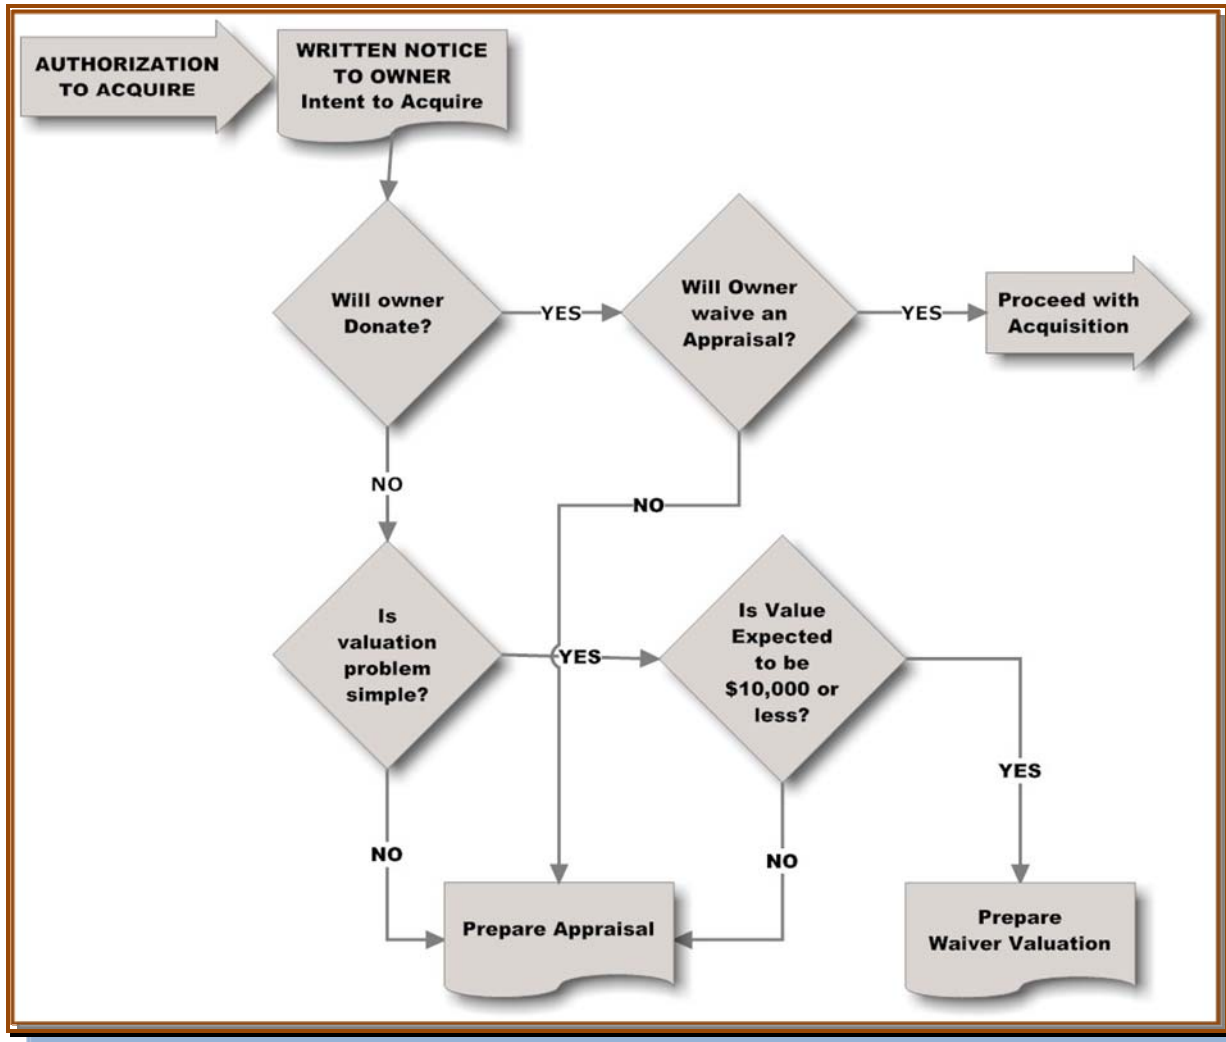 AUTHORIZATION
TO ACQUIRE
WRITTEN NOTICE
TO OWNER
Intent to Acquire
Will owner
Donate?
YES
Will Owner
waive an
Appraisal?
YES
Proceed with
Acquisition
NO
NO
Is
valuation
problem
simple?
YES
Is Value
Expected
to be
$10,000 or
less?
YES
NO
NO
Prepare Appraisal
Prepare
Waiver Valuation